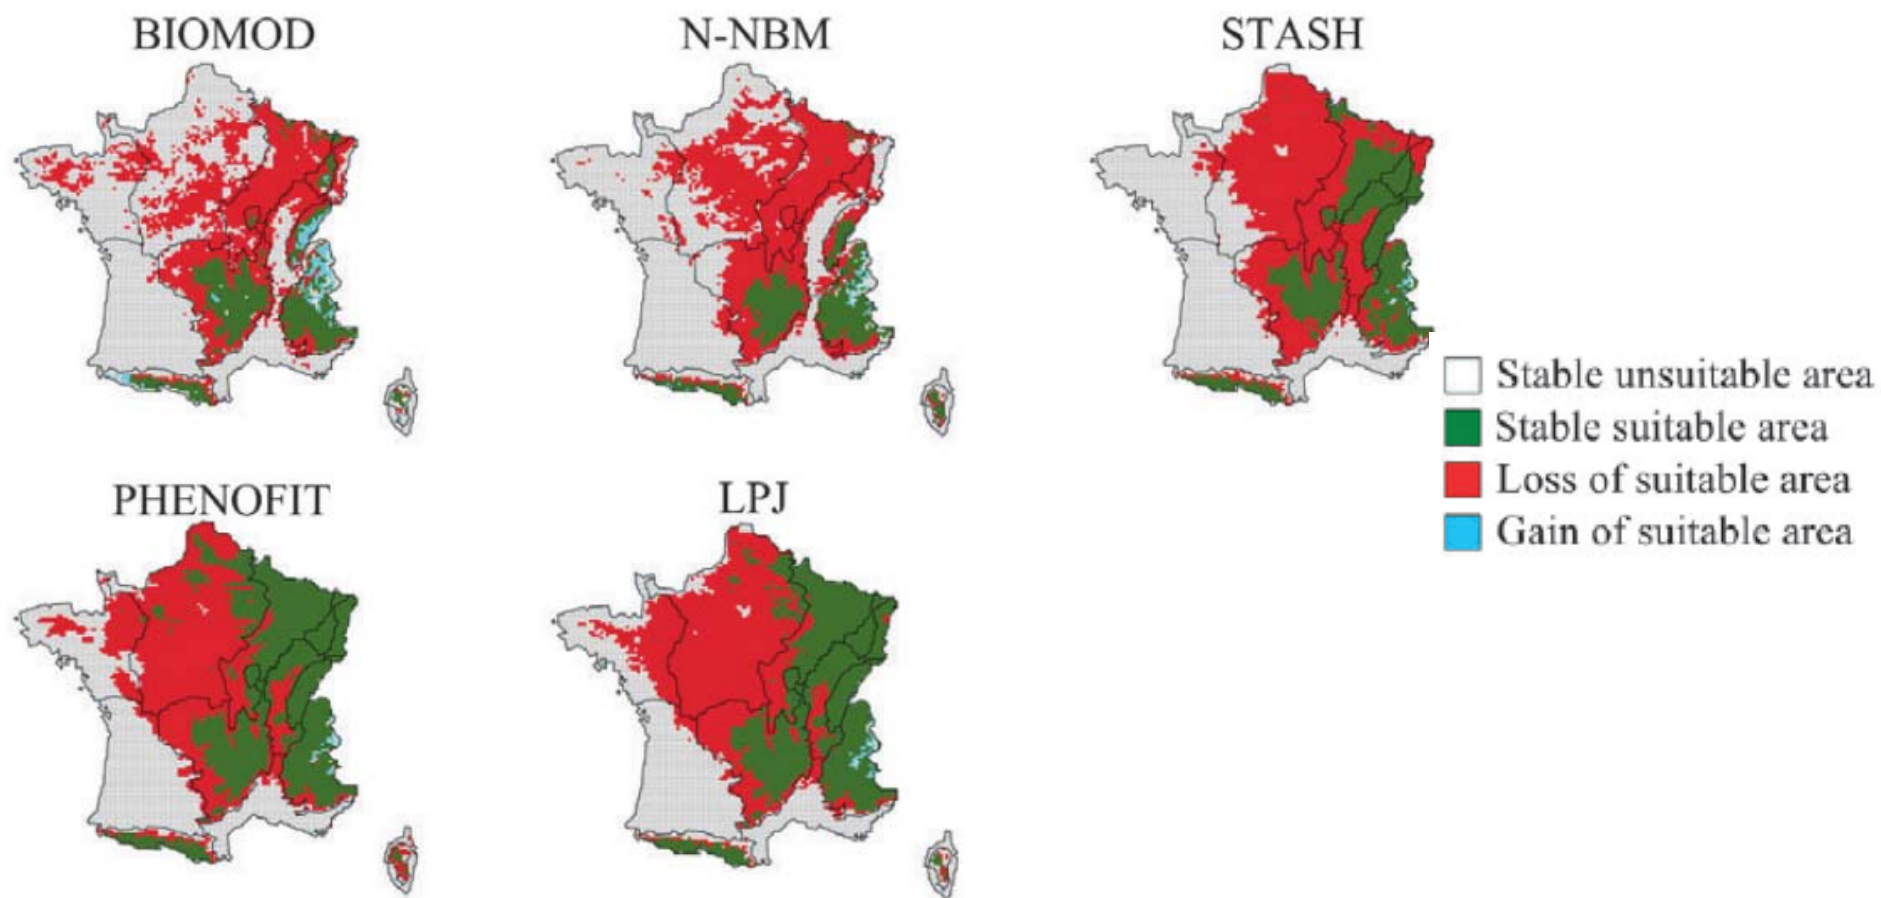 BIOMOD
N-NBM
STASH
Stable unsuitable area
Stable suitable area
Loss of suitable area
Gain of suitable area
PHENOFIT
LPJ